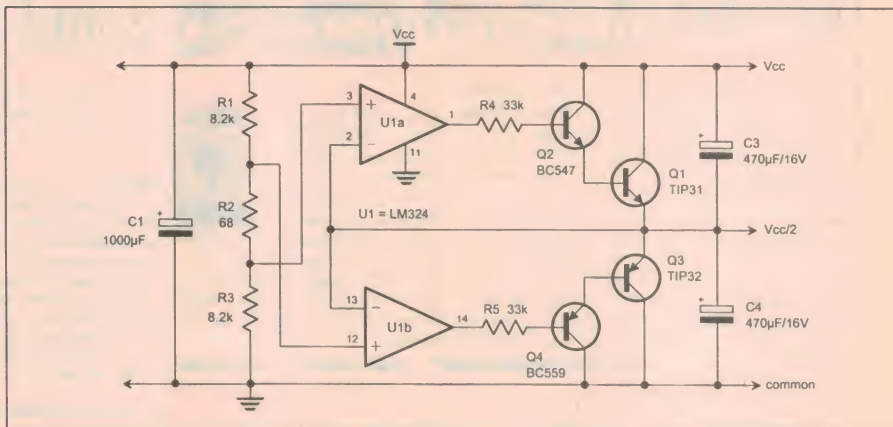 Vcc
Vcc
R1
8.2k
R2
68
R3
8.2k
C1
+
1000µF
3
2
+
−
U1a
4
11
1
R4 33k
Q2
BC547
Q1
TIP31
+
C3
470µF/16V
U1 = LM324
Vcc/2
13
12
−
+
U1b
14
R5 33k
Q4
BC559
Q3
TIP32
+
C4
470µF/16V
common